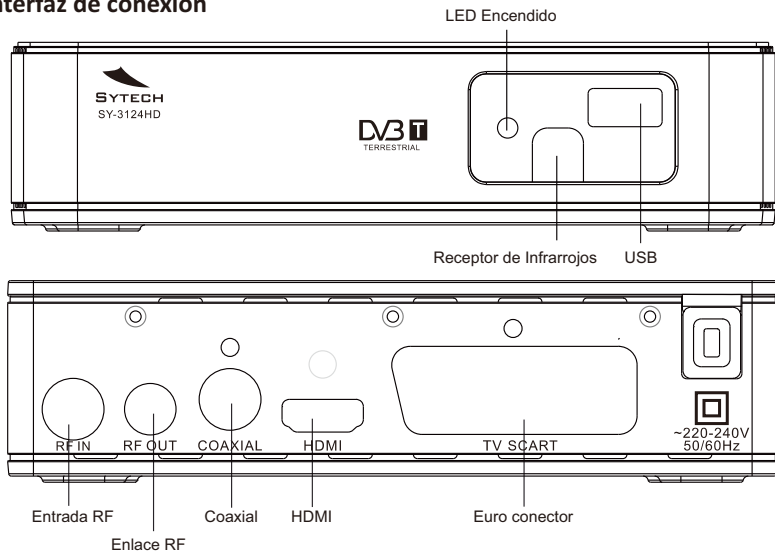 nterfaz de conexión
LED Encendido
SYTECH
SY-3124HD
DVB T
TERRESTRIAL
Receptor de Infrarrojos
USB
RF IN
RF OUT
COAXIAL
HDMI
TV SCART
~220-240V
50/60Hz
Entrada RF
Coaxial
HDMI
Euro conector
Enlace RF